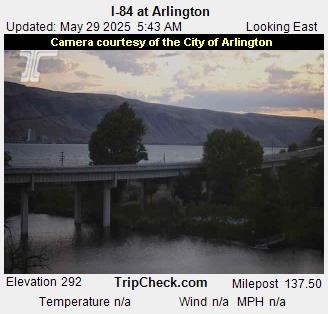 I-84 at Arlington
Updated: May 29 2025 5:43 AM Looking East
Camera courtesy of the City of Arlington
Elevation 292 TripCheck.com Milepost 137.50
Temperature n/a Wind n/a MPH n/a